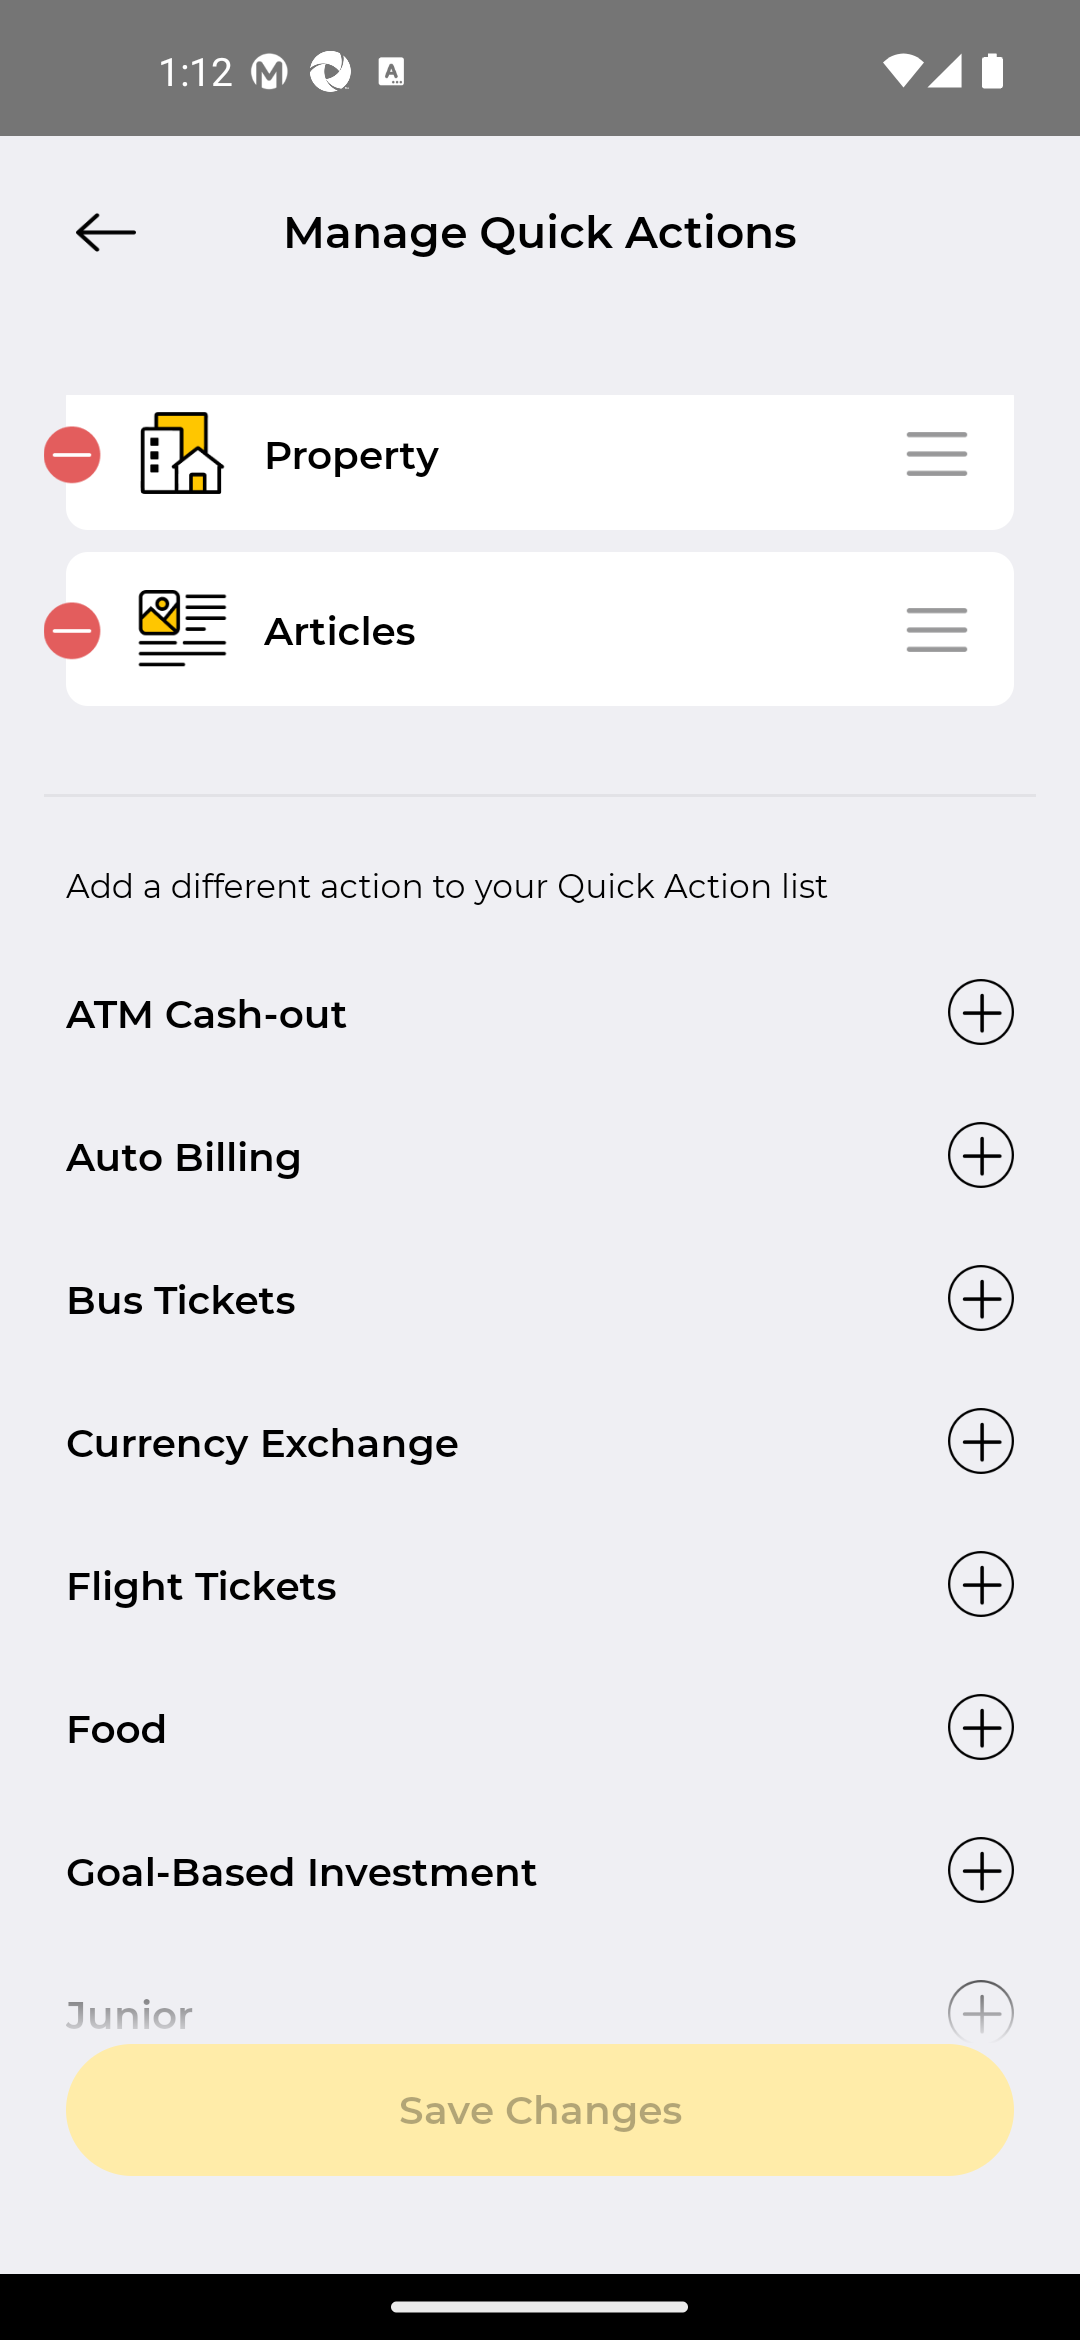 1:12
Manage Quick Actions
Property
Articles
Add a different action to your Quick Action list
ATM Cash-out
Auto Billing
Bus Tickets
Currency Exchange
Flight Tickets
Food
Goal-Based Investment
Junior
Save Changes